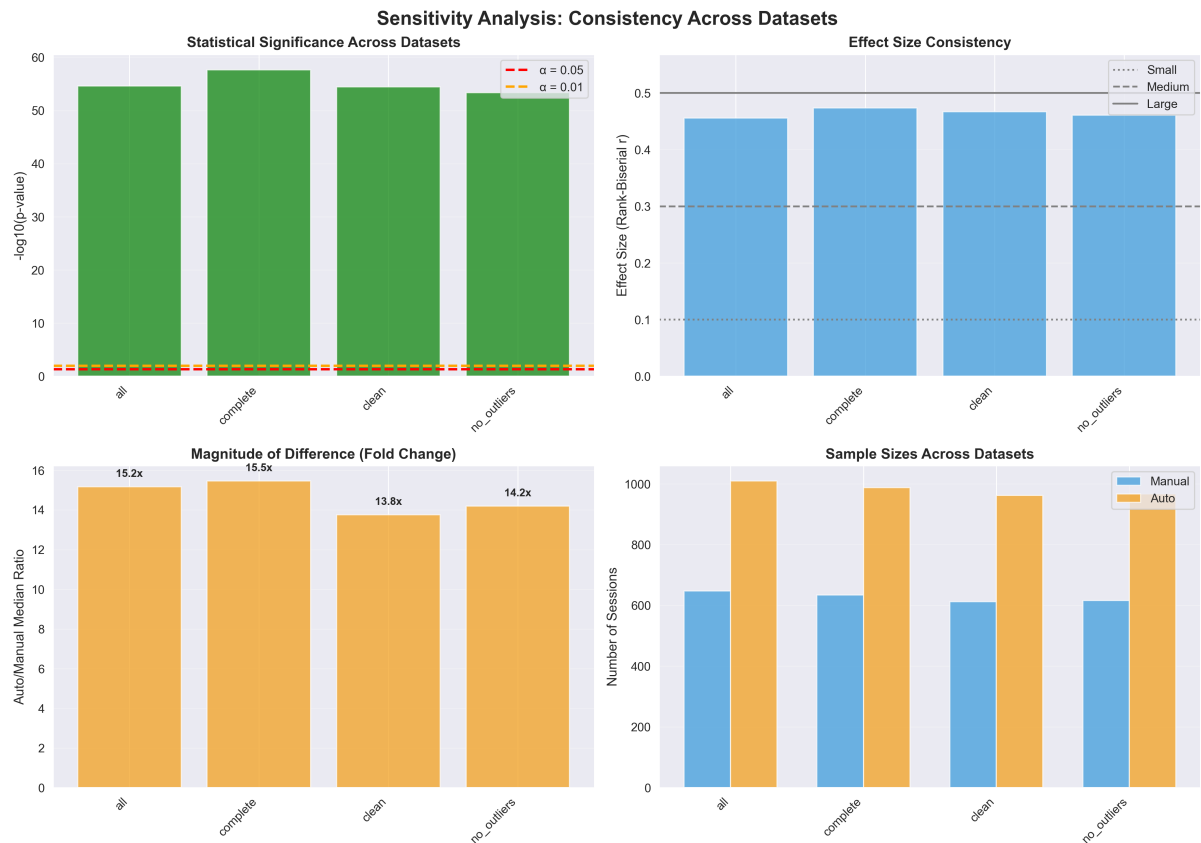 Sensitivity Analysis: Consistency Across Datasets
Statistical Significance Across Datasets
-log10(p-value)
60
50
40
30
20
10
0
α = 0.05
α = 0.01
all
complete
clean
no_outliers
Effect Size Consistency
Effect Size (Rank-Biserial r)
0.5
0.4
0.3
0.2
0.1
0.0
Small
Medium
Large
all
complete
clean
no_outliers
Magnitude of Difference (Fold Change)
Auto/Manual Median Ratio
16
14
12
10
8
6
4
2
0
15.2x
15.5x
13.8x
14.2x
all
complete
clean
no_outliers
Sample Sizes Across Datasets
Number of Sessions
1000
800
600
400
200
0
Manual
Auto
all
complete
clean
no_outliers